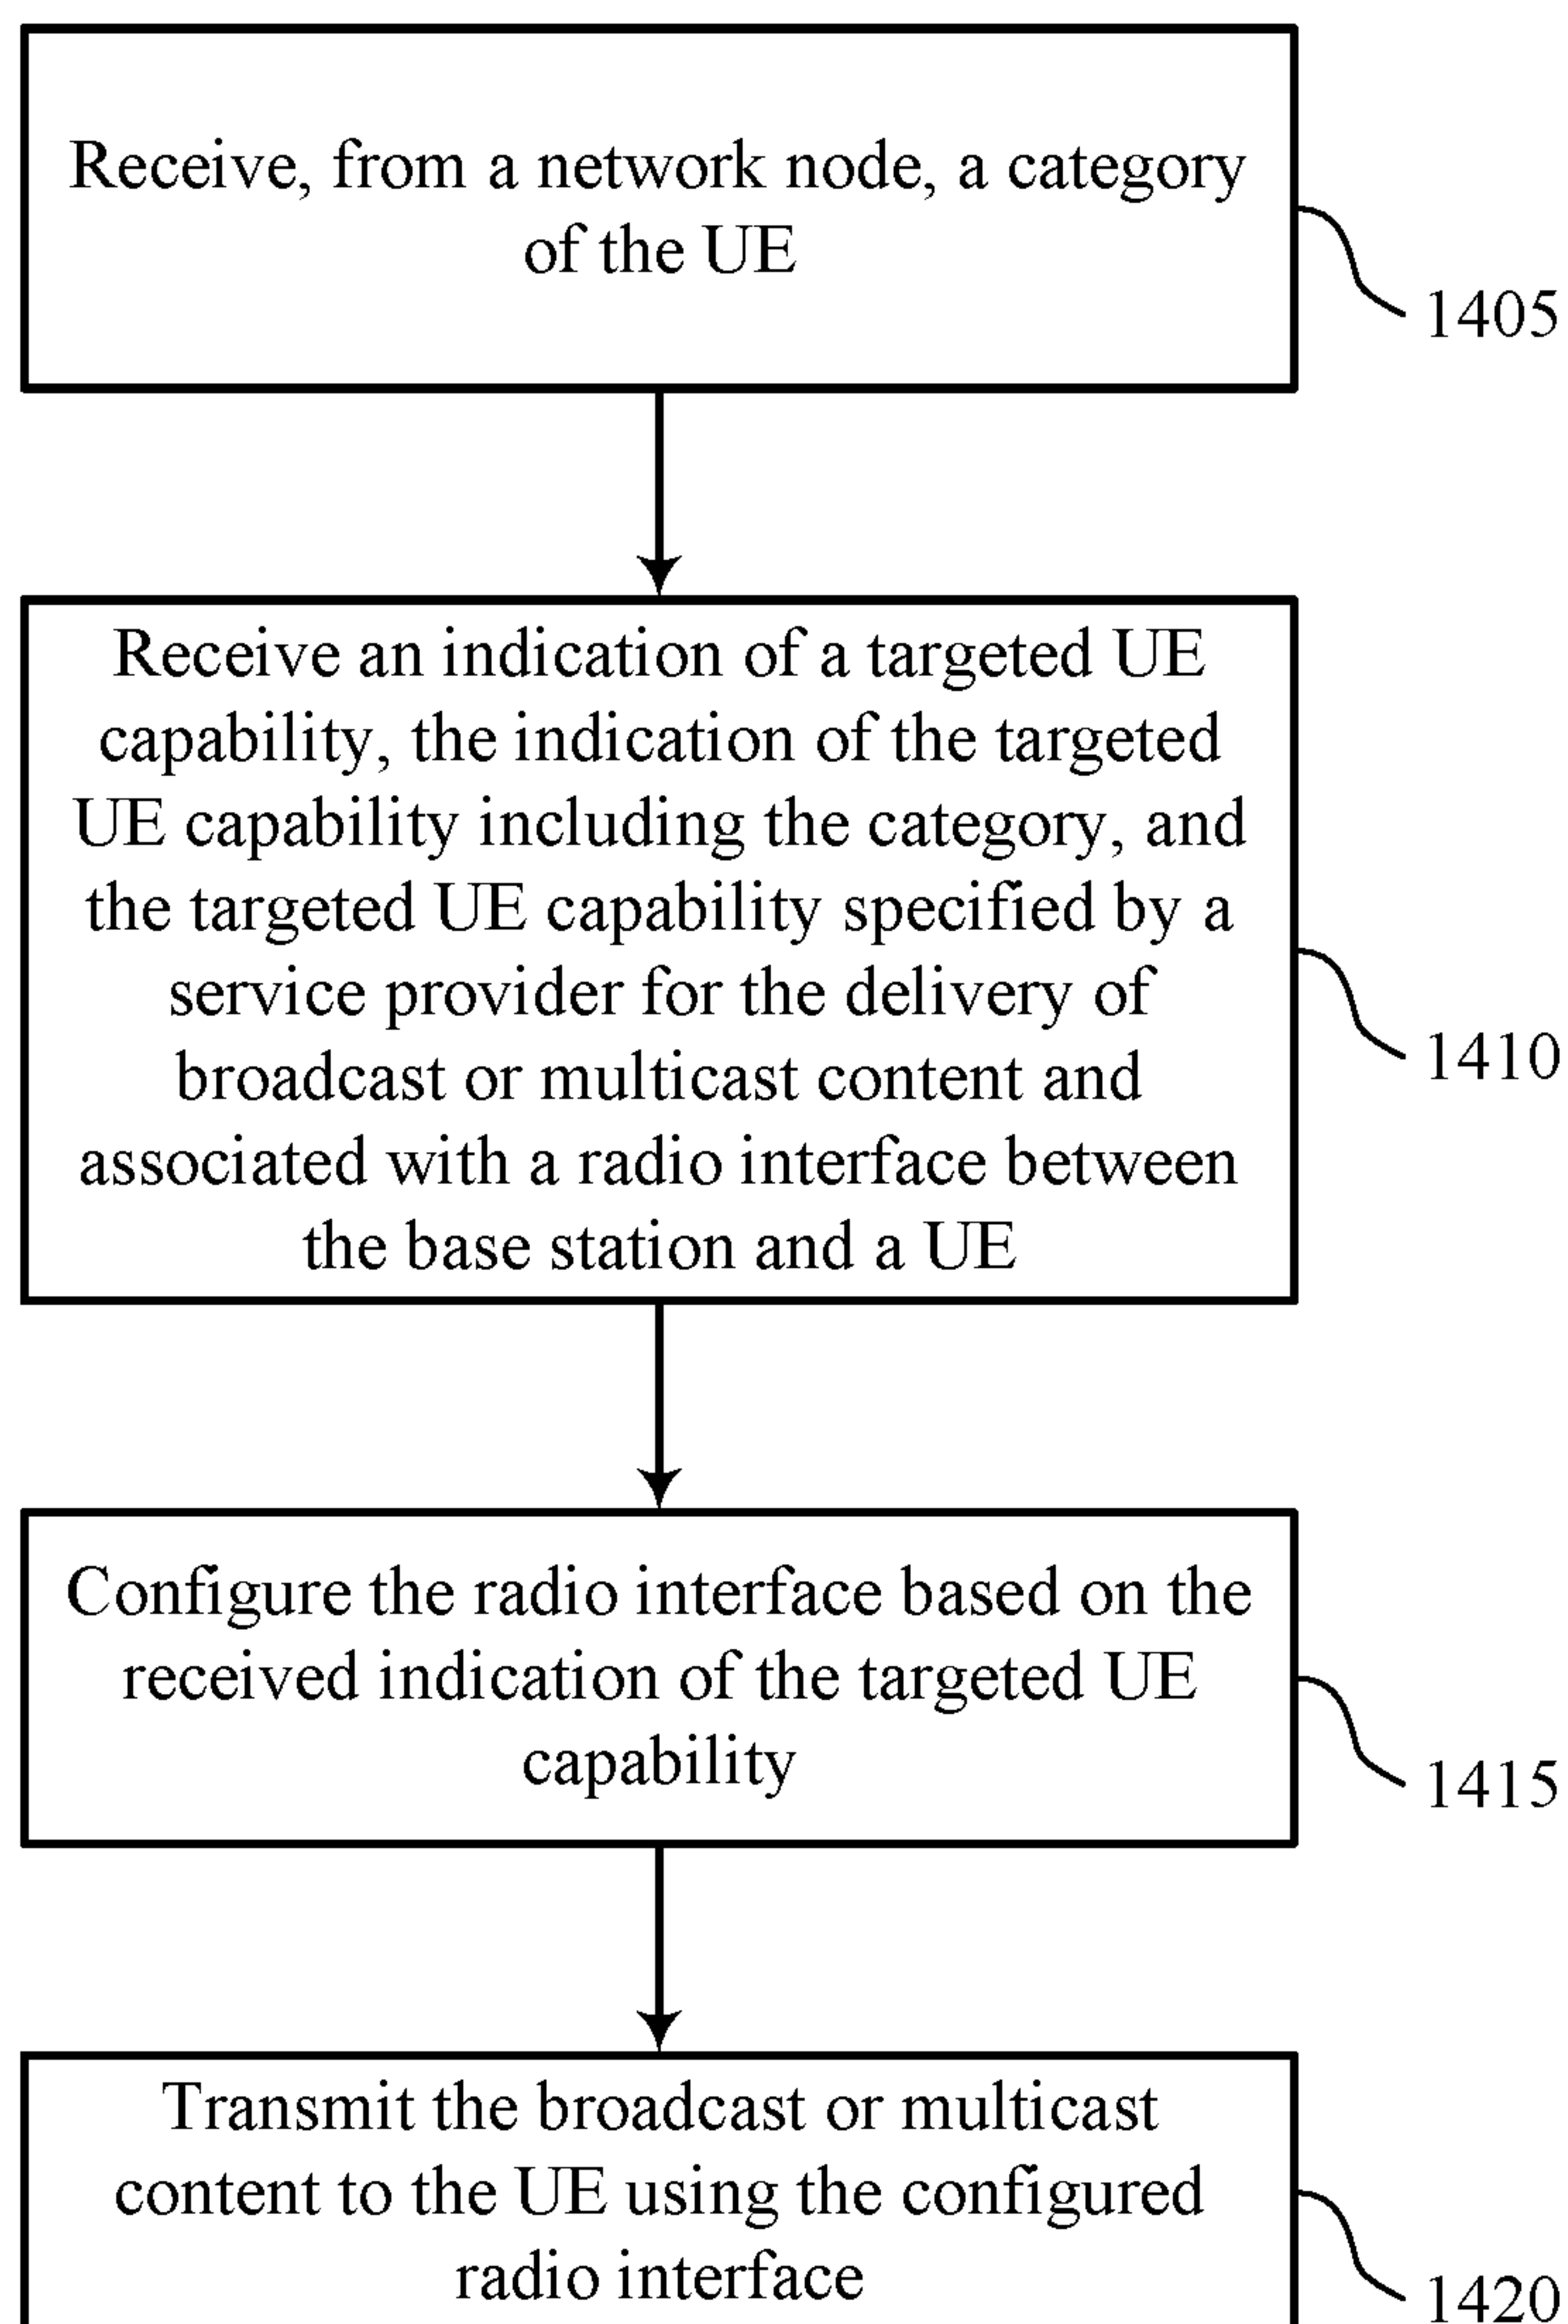 Receive, from a network node, a category
of the UE
1405
Receive an indication of a targeted UE
capability, the indication of the targeted
UE capability including the category, and
the targeted UE capability specified by a
service provider for the delivery of
broadcast or multicast content and
associated with a radio interface between
the base station and a UE
1410
Configure the radio interface based on the
received indication of the targeted UE
capability
1415
Transmit the broadcast or multicast
content to the UE using the configured
radio interface
1420